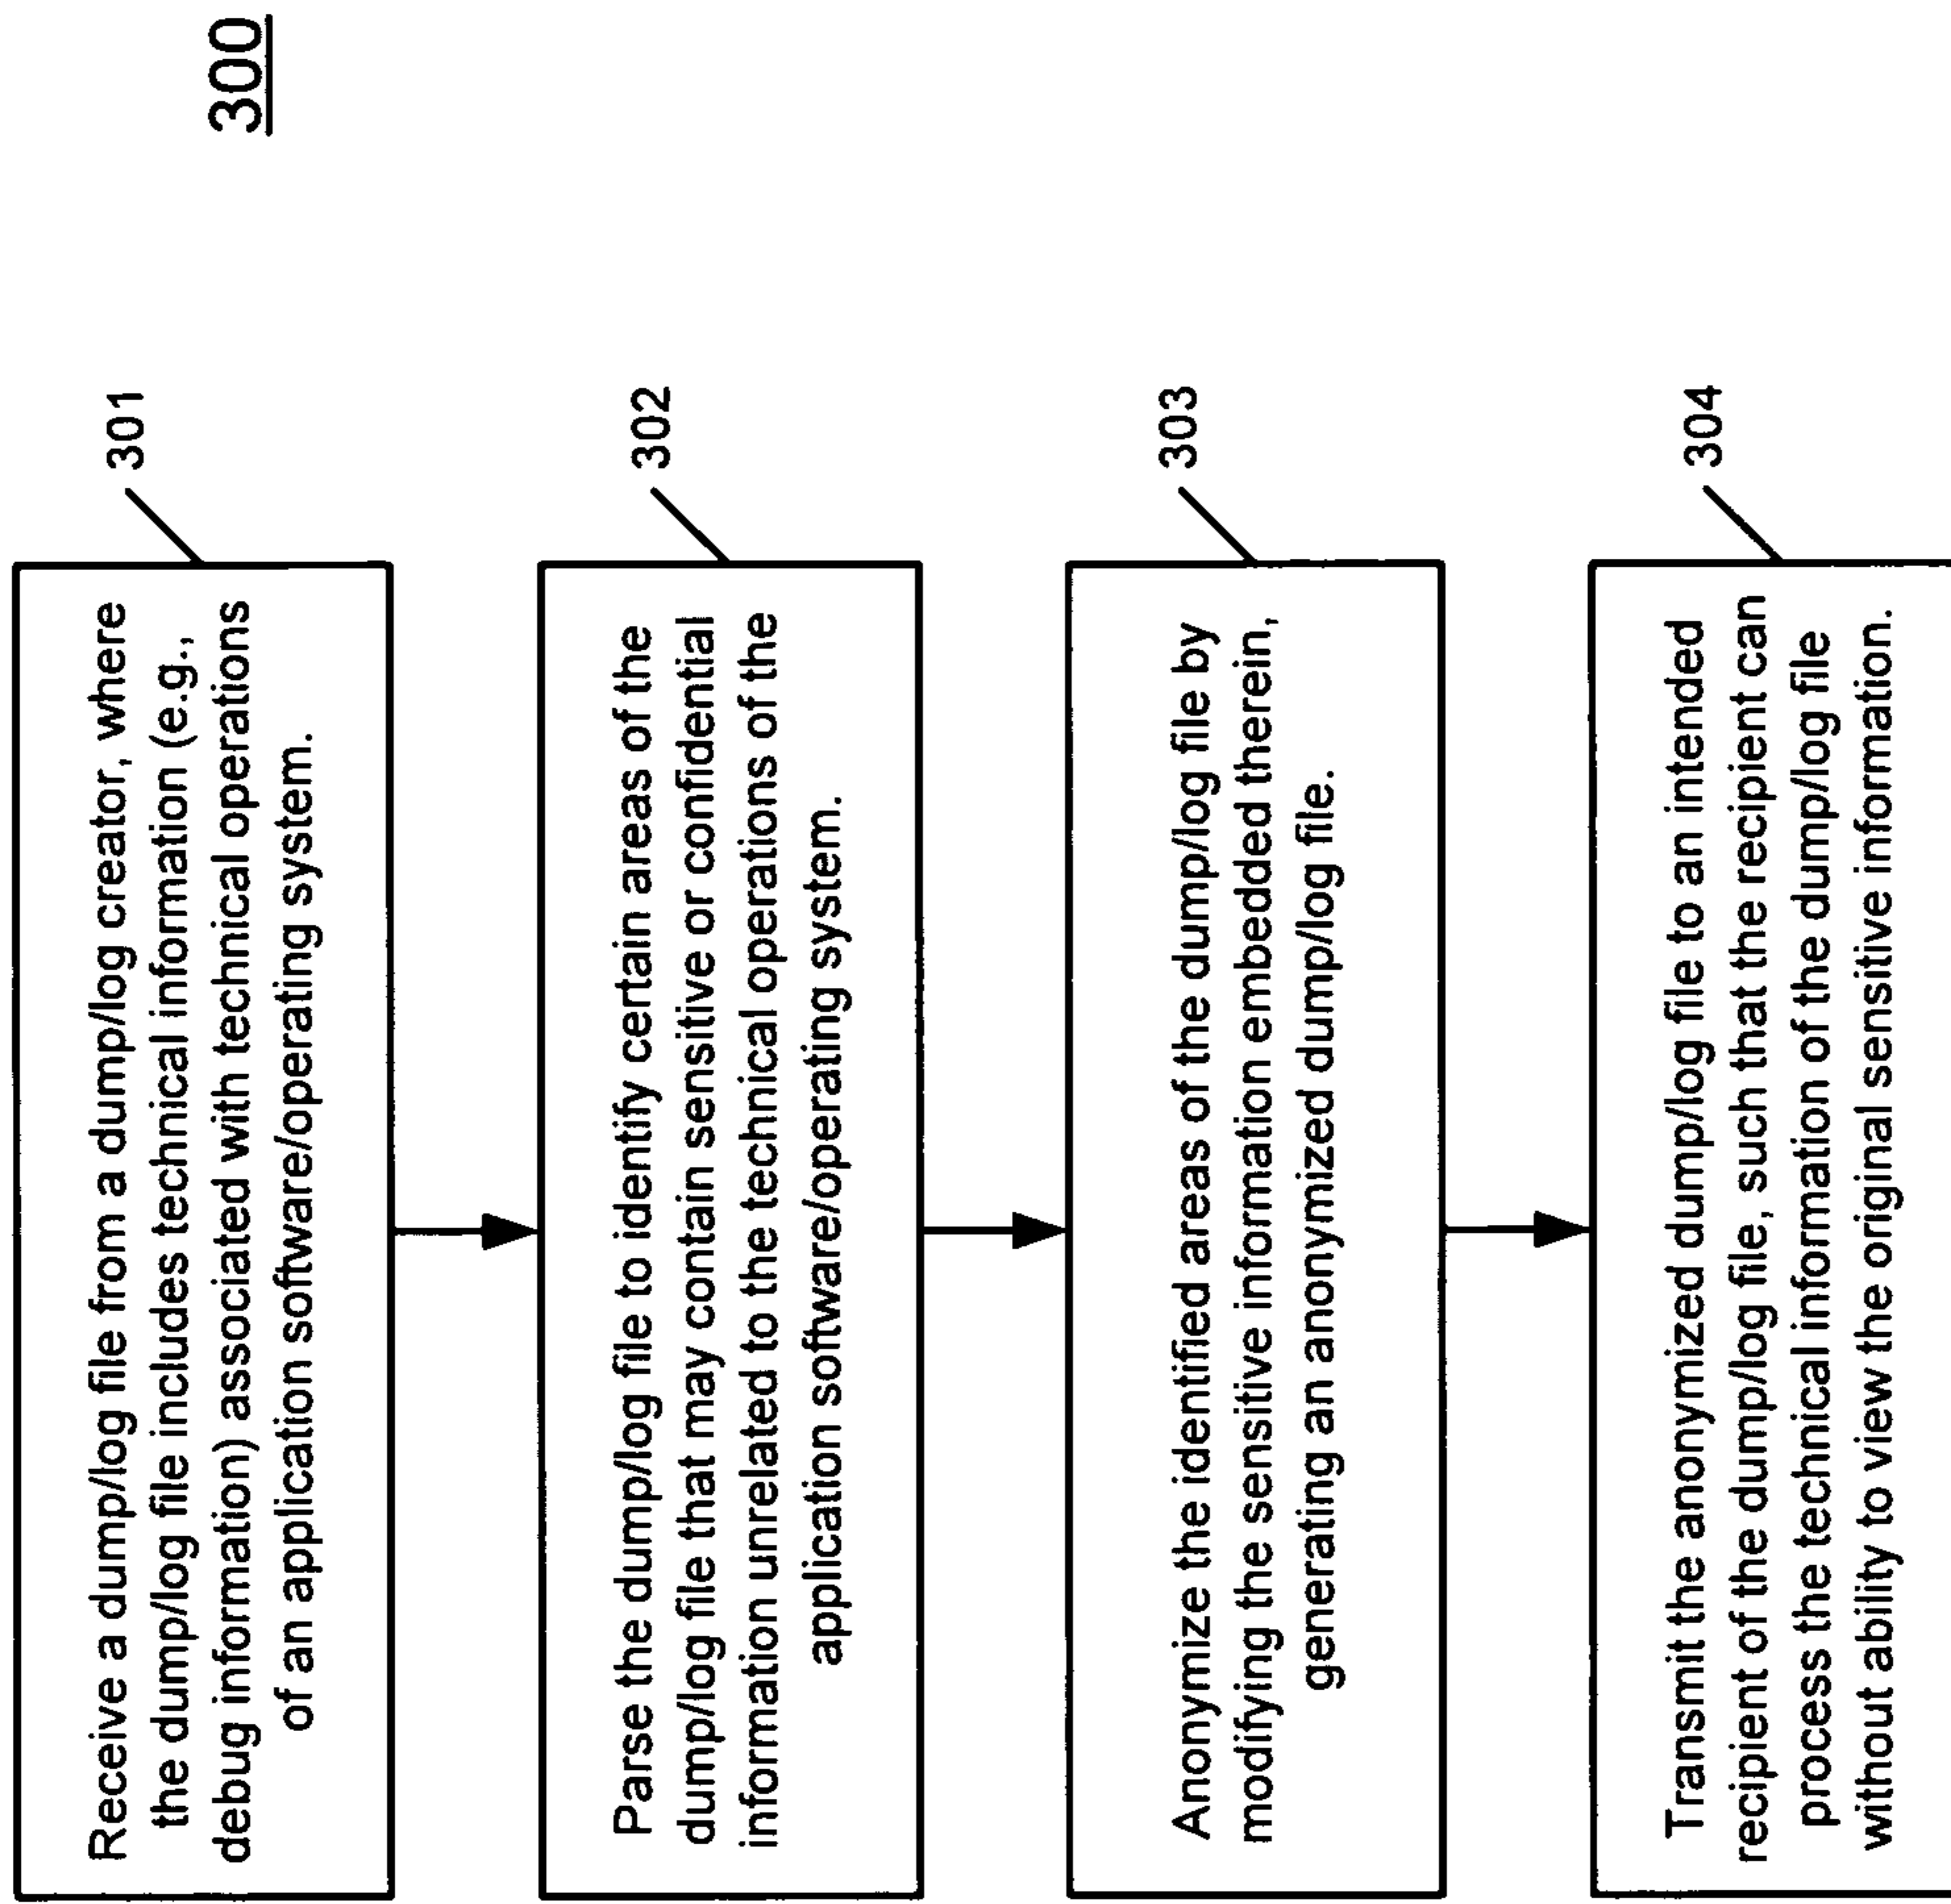 300
301
Receive a dump/log file from a dump/log creator, where
the dump/log file includes technical information (e.g.,
debug information) associated with technical operations
of an application software/operating system.
302
Parse the dump/log file to identify certain areas of the
dump/log file that may contain sensitive or confidential
information unrelated to the technical operations of the
application software/operating system.
303
Anonymize the identified areas of the dump/log file by
modifying the sensitive information embedded therein,
generating an anonymized dump/log file.
304
Transmit the anonymized dump/log file to an intended
recipient of the dump/log file, such that the recipient can
process the technical information of the dump/log file
without ability to view the original sensitive information.